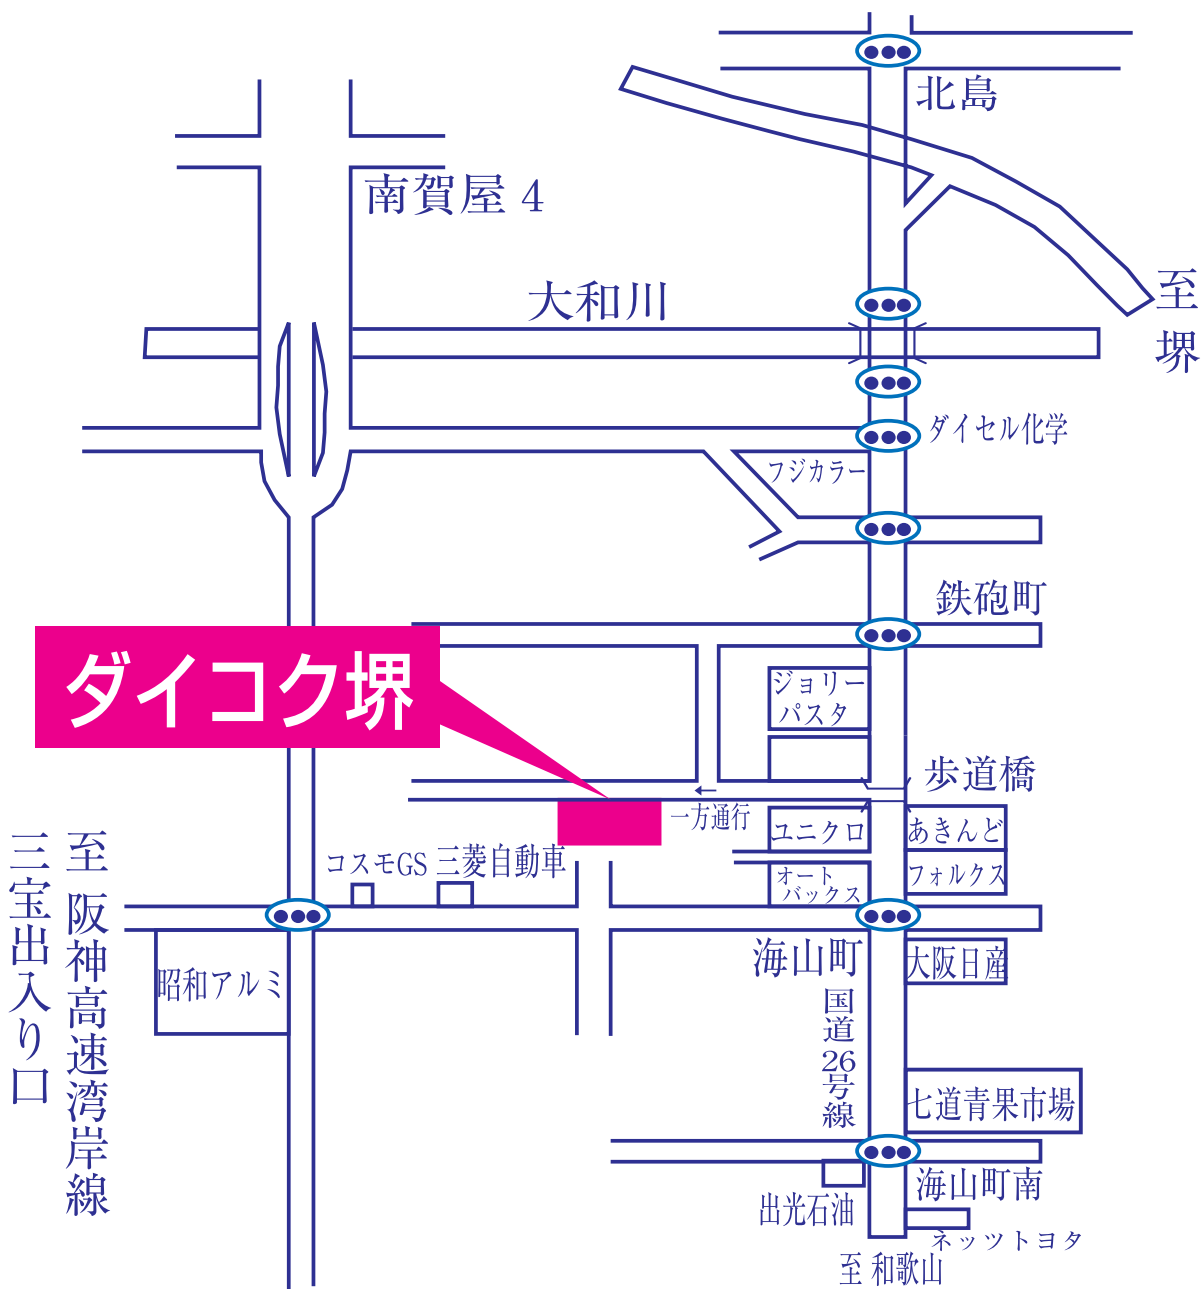 北島
南賀屋 4
大和川
至
堺
ダイセル化学
フジカラー
鉄砲町
ダイコク堺
ジョリー
パスタ
歩道橋
←
一方通行
ユニクロ
あきんど
フォルクス
オート
バックス
コスモGS
三菱自動車
海山町
大阪日産
昭和アルミ
至 阪神高速湾岸線
三宝出入り口
国道26号線
七道青果市場
海山町南
出光石油
ネッツトヨタ
至 和歌山